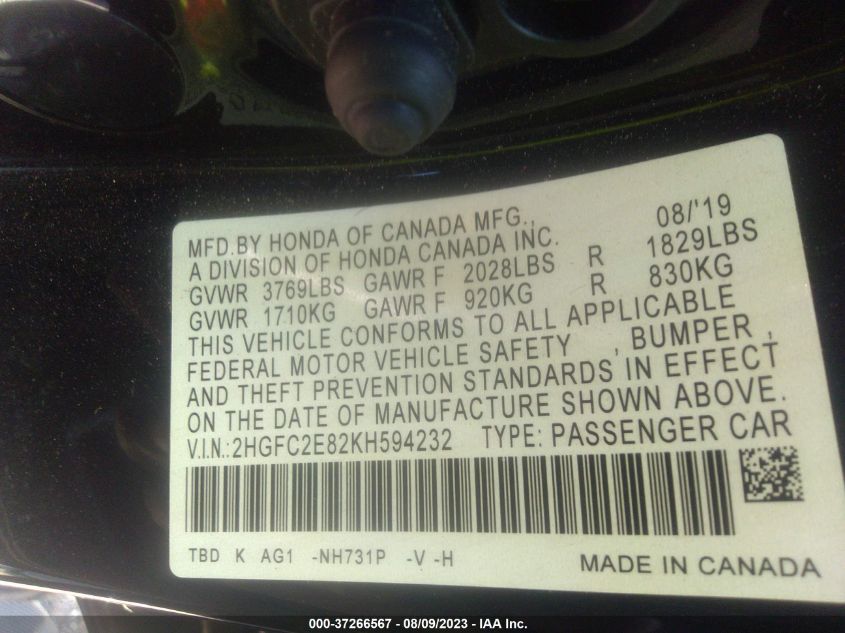 MFD.BY HONDA OF CANADA MFG., 08/'19
A DIVISION OF HONDA CANADA INC.
GVWR 3769LBS GAWR F 2028LBS R 1829LBS
GVWR 1710KG GAWR F 920KG R 830KG
THIS VEHICLE CONFORMS TO ALL APPLICABLE
FEDERAL MOTOR VEHICLE SAFETY , BUMPER ,
AND THEFT PREVENTION STANDARDS IN EFFECT
ON THE DATE OF MANUFACTURE SHOWN ABOVE.
V.I.N.:2HGFC2E82KH594232 TYPE: PASSENGER CAR
TBD K AG1 -NH731P -V -H MADE IN CANADA
000-37266567 - 08/09/2023 - IAA Inc.